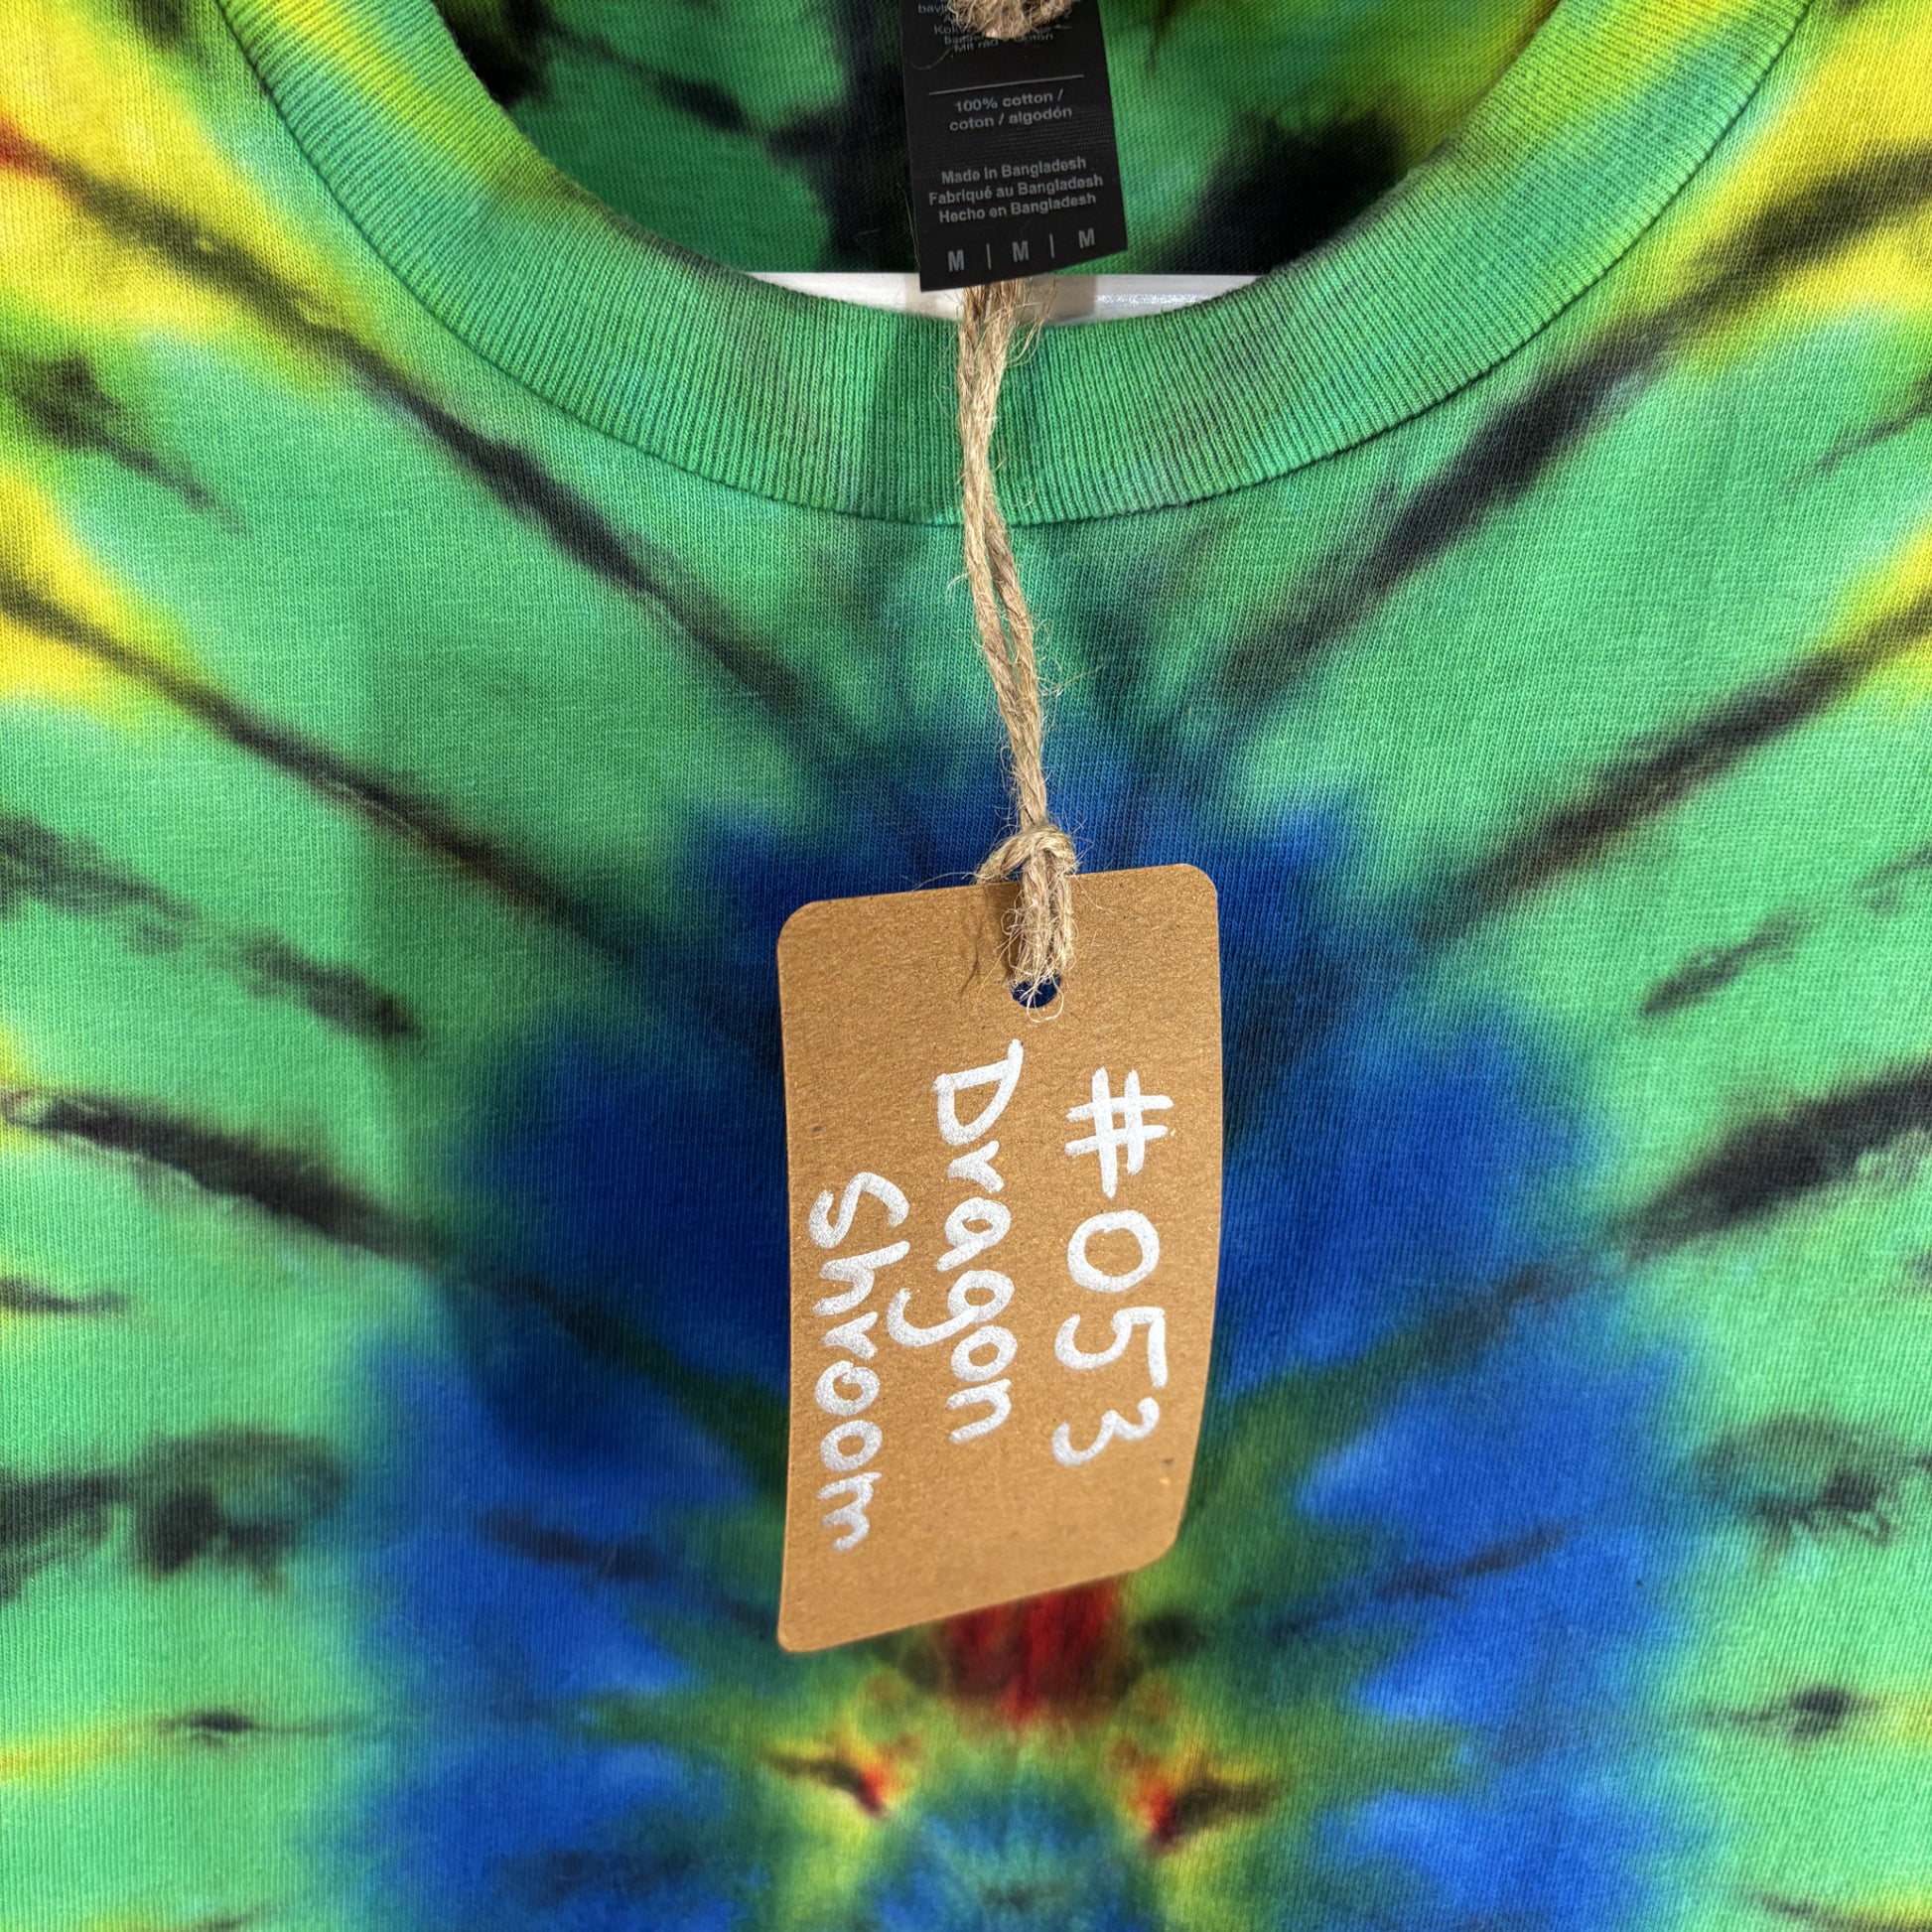 100% cotton /
coton / algodón
Made in Bangladesh
Fabriqué au Bangladesh
Hecho en Bangladesh
M | M | M
#053
Dragon
Shroom